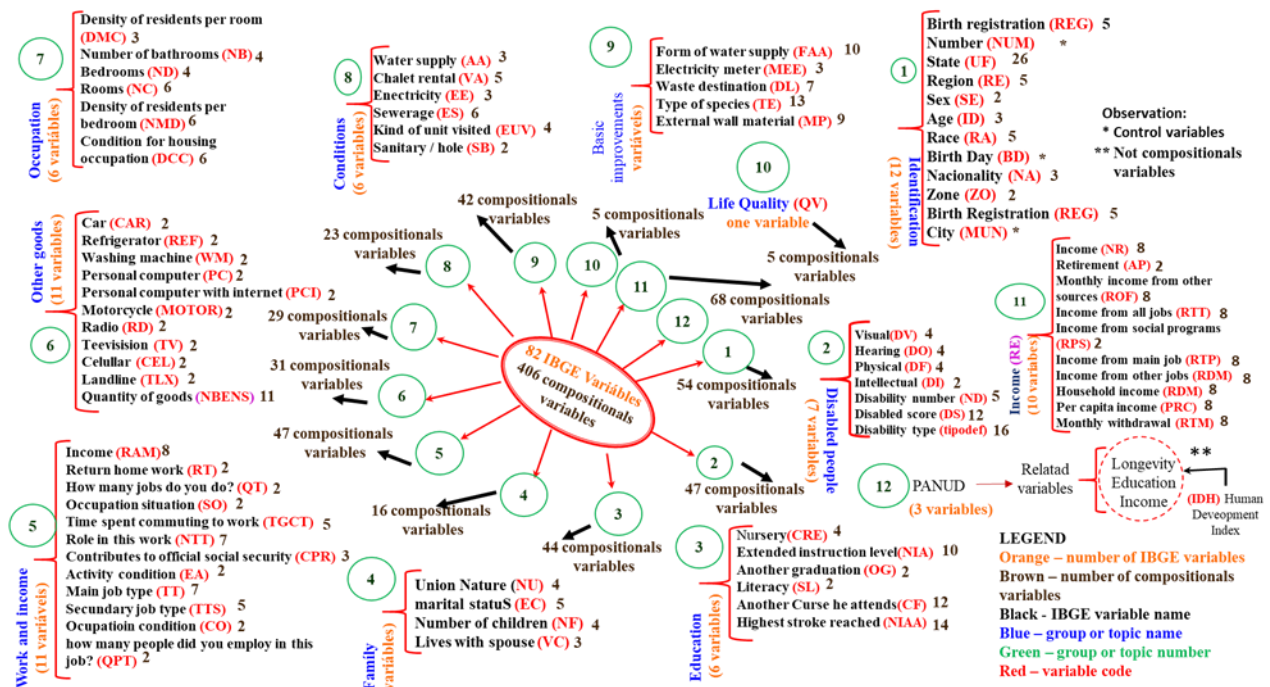 7
Occupation
(6 variábles)
Density of residents per room
(DMC) 3
Number of bathrooms (NB) 4
Bedrooms (ND) 4
Rooms (NC) 6
Density of residents per
bedroom (NMD) 6
Condition for housing
occupation (DCC) 6
8
Conditions
(6 variables)
Water supply (AA) 3
Chalet rental (VA) 5
Enectricity (EE) 3
Sewerage (ES) 6
Kind of unit visited (EUV) 4
Sanitary / hole (SB) 2
9
Basic
improvements
variávels)
Form of water supply (FAA) 10
Electricity meter (MEE) 3
Waste destination (DL) 7
Type of species (TE) 13
External wall material (MP) 9
10
Life Quality (QV)
one variable
5 compositionals
variables
1
Identification
(12 variables)
Birth registration (REG) 5
Number (NUM) *
State (UF) 26
Region (RE) 5
Sex (SE) 2
Age (ID) 3
Race (RA) 5
Birth Day (BD) *
Nacionality (NA) 3
Zone (ZO) 2
Birth Registration (REG) 5
City (MUN) *
Observation:
* Control variables
** Not compositionals
variables
Other goods
(11 variables)
6
Car (CAR) 2
Refrigerator (REF) 2
Washing machine (WM) 2
Personal computer (PC) 2
Personal computer with internet (PCI) 2
Motorcycle (MOTOR) 2
Radio (RD) 2
Teevisision (TV) 2
Celullar (CEL) 2
Landline (TLX) 2
Quantity of goods (NBENS) 11
82 IBGE Variábles
406 compositionals
variables
42 compositionals
variables
9
5 compositionals
variables
10
11
68 compositionals
variables
12
1
54 compositionals
variables
2
47 compositionals
variables
3
44 compositionals
variables
4
16 compositionals
variables
5
47 compositionals
variables
6
31 compositionals
variables
7
29 compositionals
variables
8
23 compositionals
variables
2
Disabled people
(7 variables)
Visual(DV) 4
Hearing (DO) 4
Physical (DF) 4
Intellectual (DI) 2
Disability number (ND) 5
Disabled score (DS) 12
Disability type (tipodef) 16
11
Income (RE)
(10 variables)
Income (NR) 8
Retirement (AP) 2
Monthly income from other
sources (ROF) 8
Income from all jobs (RTT) 8
Income from social programs
(RPS) 2
Income from main job (RTP) 8
Income from other jobs (RDM) 8
Household income (RDM) 8
Per capita income (PRC) 8
Monthly withdrawal (RTM) 8
5
Work and income
(11 variáveis)
Income (RAM)8
Return home work (RT) 2
How many jobs do you do? (QT) 2
Occupation situation (SO) 2
Time spent commuting to work (TGCT) 5
Role in this work (NTT) 7
Contributes to official social security (CPR) 3
Activity condition (EA) 2
Main job type (TT) 7
Secundary job type (TTS) 5
Ocupatioin condition (CO) 2
how many people did you employ in this
job? (QPT) 2
4
Family
variábles)
Union Nature (NU) 4
marital statuS (EC) 5
Number of children (NF) 4
Lives with spouse (VC) 3
3
Education
(6 variables)
Nursery(CRE) 4
Extended instruction level(NIA) 10
Another graduation (OG) 2
Literacy (SL) 2
Another Curse he attends(CF) 12
Highest stroke reached (NIAA) 14
12
PANUD
(3 variables)
Relatad
variables
Longevity
Education
Income
**
(IDH) Human
Deveopment
Index
LEGEND
Orange – number of IBGE variables
Brown – number of compositionals
variables
Black - IBGE variable name
Blue – group or topic name
Green – group or topic number
Red – variable code